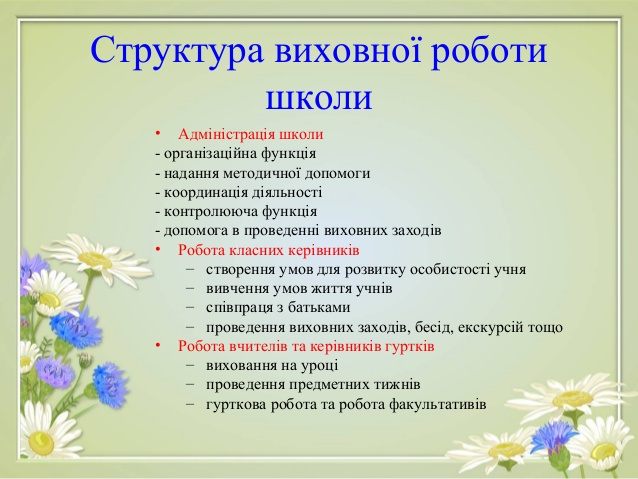 Структура виховної роботи
школи
• Адміністрація школи
- організаційна функція
- надання методичної допомоги
- координація діяльності
- контролююча функція
- допомога в проведенні виховних заходів
• Робота класних керівників
– створення умов для розвитку особистості учня
– вивчення умов життя учнів
– співпраця з батьками
– проведення виховних заходів, бесід, екскурсій тощо
• Робота вчителів та керівників гуртків
– виховання на уроці
– проведення предметних тижнів
– гурткова робота та робота факультативів